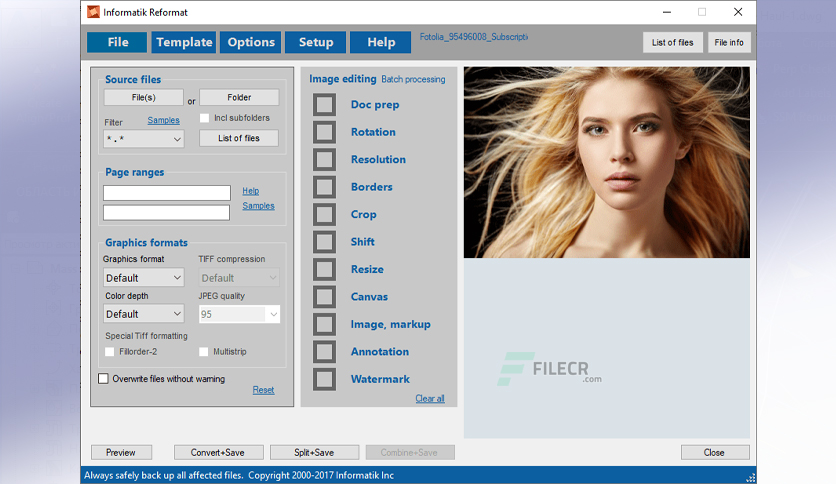 Informatik Reformat
File Template Options Setup Help
Fotolia_95496008_Subscripti
List of files File info
Source files
File(s) or Folder
Filter Samples Incl subfolders
*.* List of files
Page ranges
Help
Samples
Graphics formats
Graphics format TIFF compression
Default Default
Color depth JPEG quality
Default 95
Special Tiff formatting
Fillorder-2 Multistrip
Overwrite files without warning
Reset
Image editing Batch processing
Doc prep
Rotation
Resolution
Borders
Crop
Shift
Resize
Canvas
Image, markup
Annotation
Watermark
Clear all
FILECR
.com
Preview Convert+Save Split+Save Combine+Save Close
Always safely back up all affected files. Copyright 2000-2017 Informatik Inc